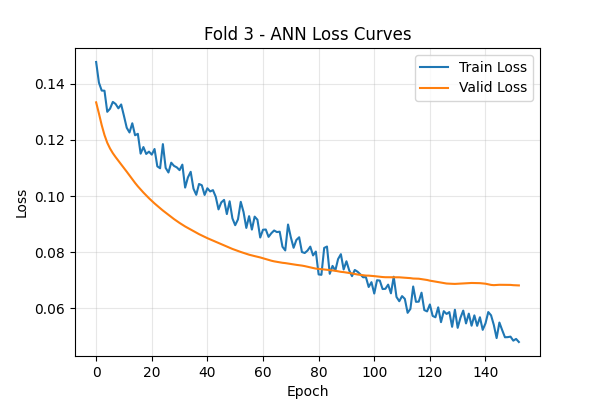 Fold 3 - ANN Loss Curves
Train Loss
Valid Loss
0.14
0.12
0.10
0.08
0.06
Loss
0 20 40 60 80 100 120 140
Epoch